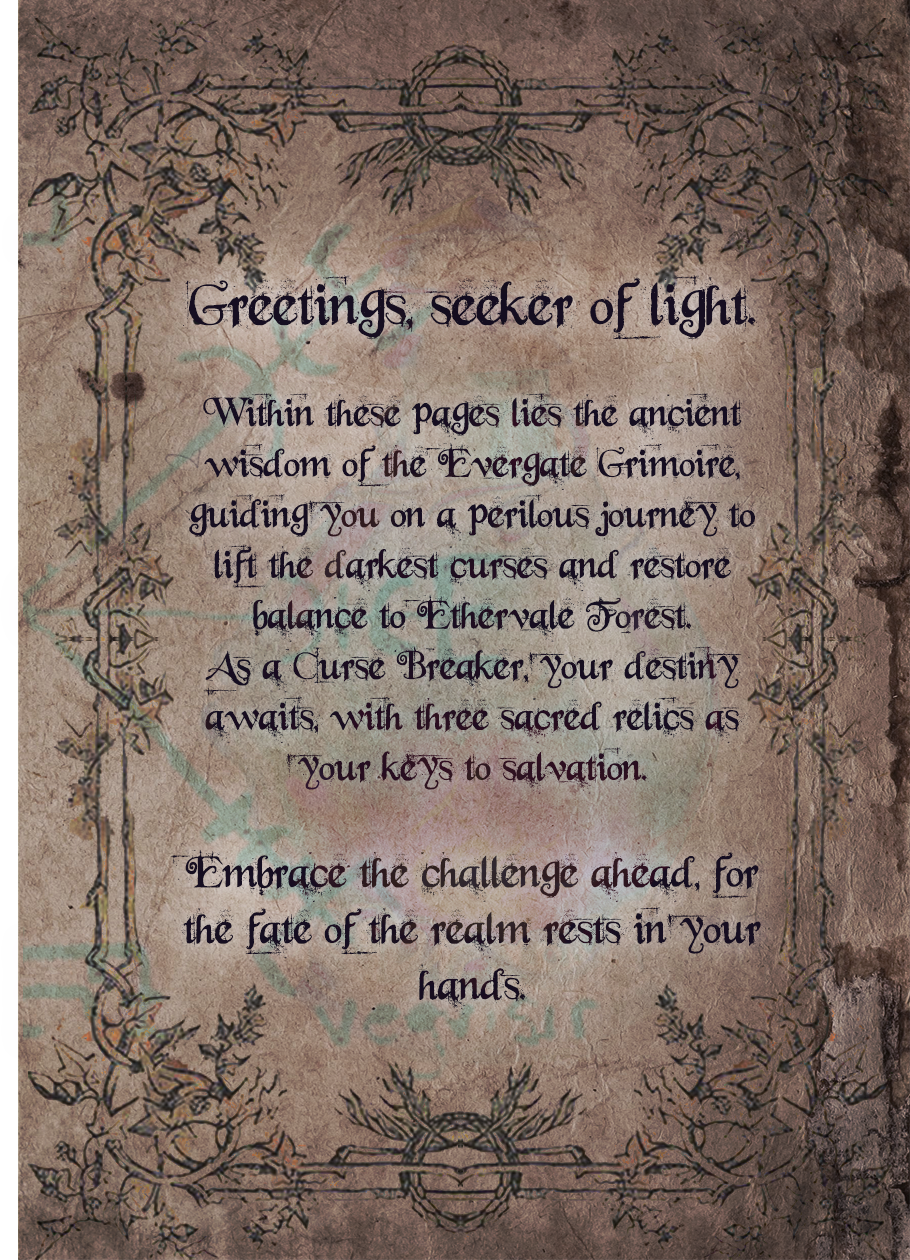 Greetings, seeker of light.
Within these pages lies the ancient
wisdom of the Evergate Grimoire,
guiding you on a perilous journey to
lift the darkest curses and restore
balance to Ethervale Forest.
As a Curse Breaker, your destiny
awaits, with three sacred relics as
your keys to salvation.
Embrace the challenge ahead, for
the fate of the realm rests in your
hands.